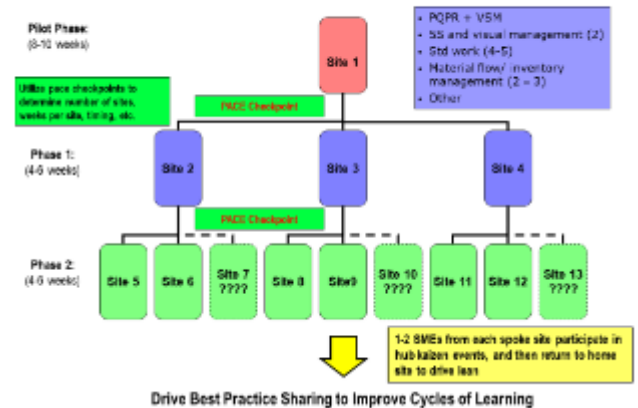 Pilot Phase:
(8-10 weeks)
Site 1
• PQPR + VSM
• 5S and visual management (2)
• Std work (4-5)
• Material flow/ inventory
management (2 – 3)
• Other
Utilize pace checkpoints to
determine number of sites,
weeks per site, timing, etc.
PACE Checkpoint
Phase 1:
(4-6 weeks)
Site 2
Site 3
Site 4
PACE Checkpoint
Phase 2:
(4-6 weeks)
Site 5
Site 6
Site 7
????
Site 8
Site9
Site 10
????
Site 11
Site 12
Site 13
????
1-2 SMEs from each spoke site participate in
hub kaizen events, and then return to home
site to drive lean
Drive Best Practice Sharing to Improve Cycles of Learning